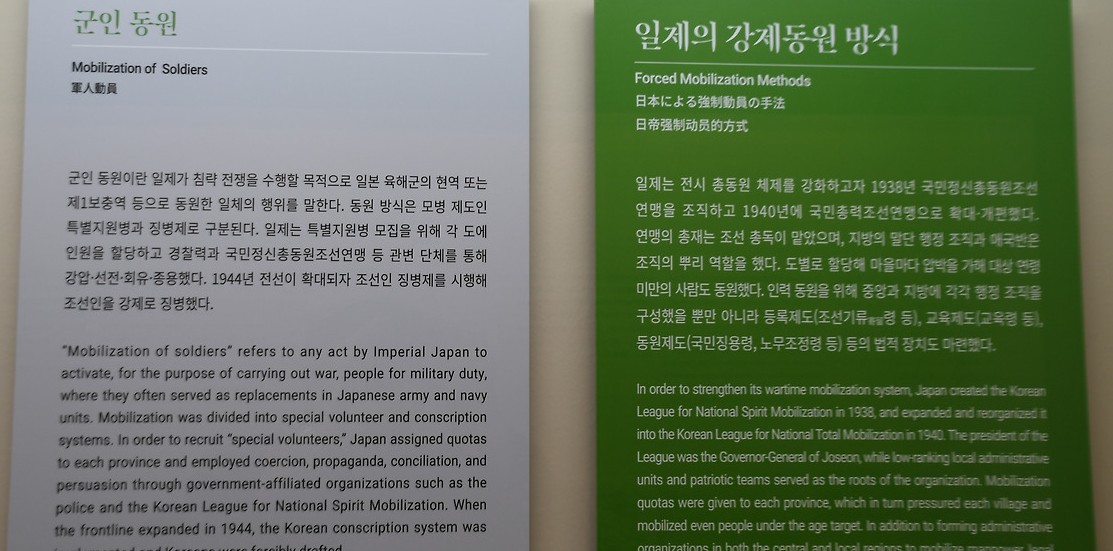 군인 동원
Mobilization of Soldiers
軍人動員
군인 동원이란 일제가 침략 전쟁을 수행할 목적으로 일본 육해군의 현역 또는
제1보충역 등으로 동원한 일체의 행위를 말한다. 동원 방식은 모병 제도인
특별지원병과 징병제로 구분된다. 일제는 특별지원병 모집을 위해 각 도에
인원을 할당하고 경찰력과 국민정신총동원조선연맹 등 관변 단체를 통해
강압·선전·회유·종용했다. 1944년 전선이 확대되자 조선인 징병제를 시행해
조선인을 강제로 징병했다.
“Mobilization of soldiers” refers to any act by Imperial Japan to
activate, for the purpose of carrying out war, people for military duty,
where they often served as replacements in Japanese army and navy
units. Mobilization was divided into special volunteer and conscription
systems. In order to recruit “special volunteers,” Japan assigned quotas
to each province and employed coercion, propaganda, conciliation, and
persuasion through government-affiliated organizations such as the
police and the Korean League for National Spirit Mobilization. When
the frontline expanded in 1944, the Korean conscription system was
and Koreans were forcibly drafted
일제의 강제동원 방식
Forced Mobilization Methods
日本による強制動員の手法
日帝强制动员的方式
일제는 전시 총동원 체제를 강화하고자 1938년 국민정신총동원조선
연맹을 조직하고 1940년에 국민총력조선연맹으로 확대·개편했다.
연맹의 총재는 조선 총독이 맡았으며, 지방의 말단 행정 조직과 애국반은
조직의 뿌리 역할을 했다. 도별로 할당해 마을마다 압박을 가해 대상 연령
미만의 사람도 동원했다. 인력 동원을 위해 중앙과 지방에 각각 행정 조직을
구성했을 뿐만 아니라 등록제도(조선기류령 등), 교육제도(교육령 등),
동원제도(국민징용령, 노무조정령 등) 등의 법적 장치도 마련했다.
In order to strengthen its wartime mobilization system, Japan created the Korean
League for National Spirit Mobilization in 1938, and expanded and reorganized it
into the Korean League for National Total Mobilization in 1940. The president of the
League was the Governor-General of Joseon, while low-ranking local administrative
units and patriotic teams served as the roots of the organization. Mobilization
quotas were given to each province, which in turn pressured each village and
mobilized even people under the age target. In addition to forming administrative
organizations in both the central and local regions to mobilize manpower, legal